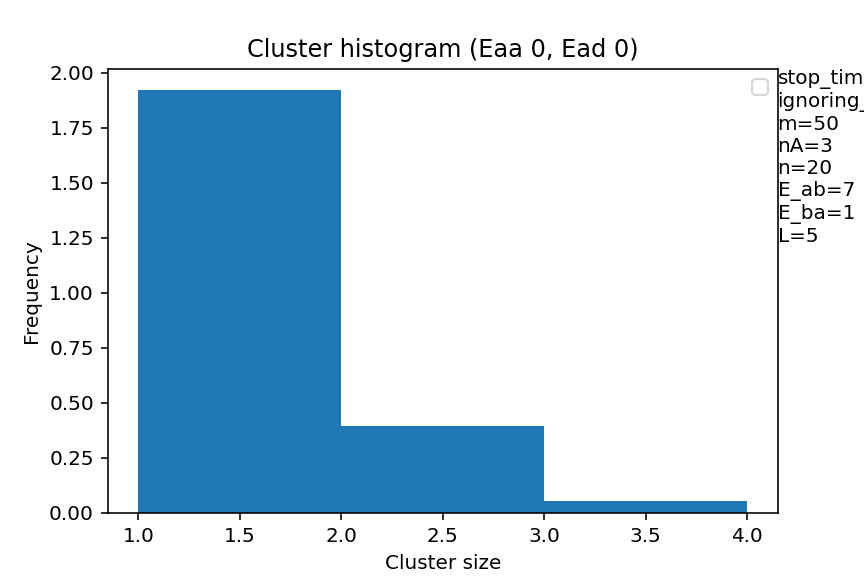 Cluster histogram (Eaa 0, Ead 0)
2.00
1.75
1.50
1.25
1.00
0.75
0.50
0.25
0.00
Frequency
1.0 1.5 2.0 2.5 3.0 3.5 4.0
Cluster size
stop_tim
ignoring_
m=50
nA=3
n=20
E_ab=7
E_ba=1
L=5